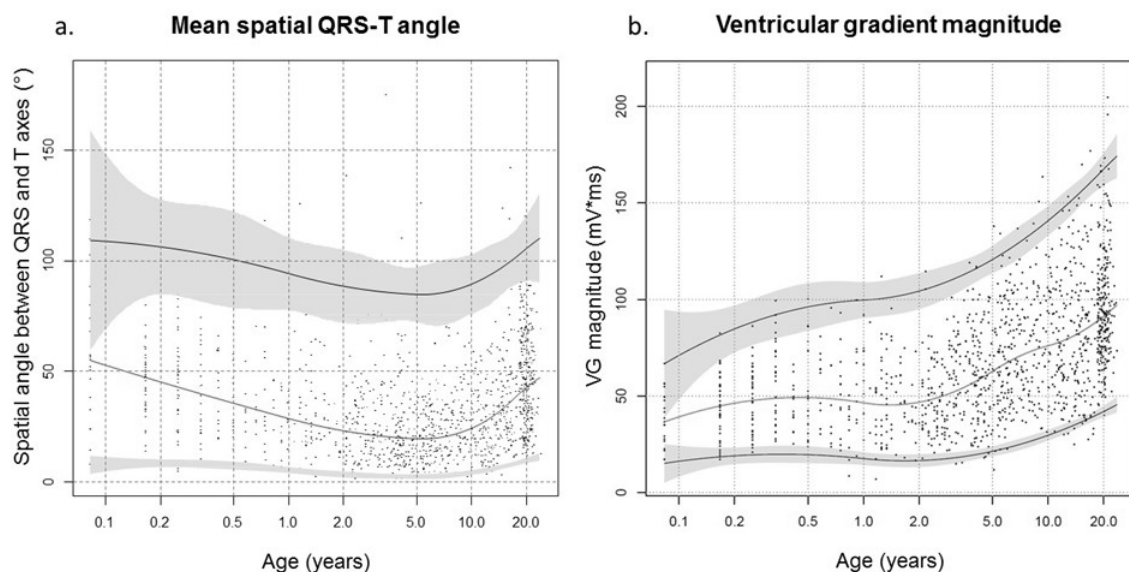 a.
Mean spatial QRS-T angle
Spatial angle between QRS and T axes (°)
150
100
50
0
0.1 0.2 0.5 1.0 2.0 5.0 10.0 20.0
Age (years)
b.
Ventricular gradient magnitude
VG magnitude (mV*ms)
200
150
100
50
0
0.1 0.2 0.5 1.0 2.0 5.0 10.0 20.0
Age (years)